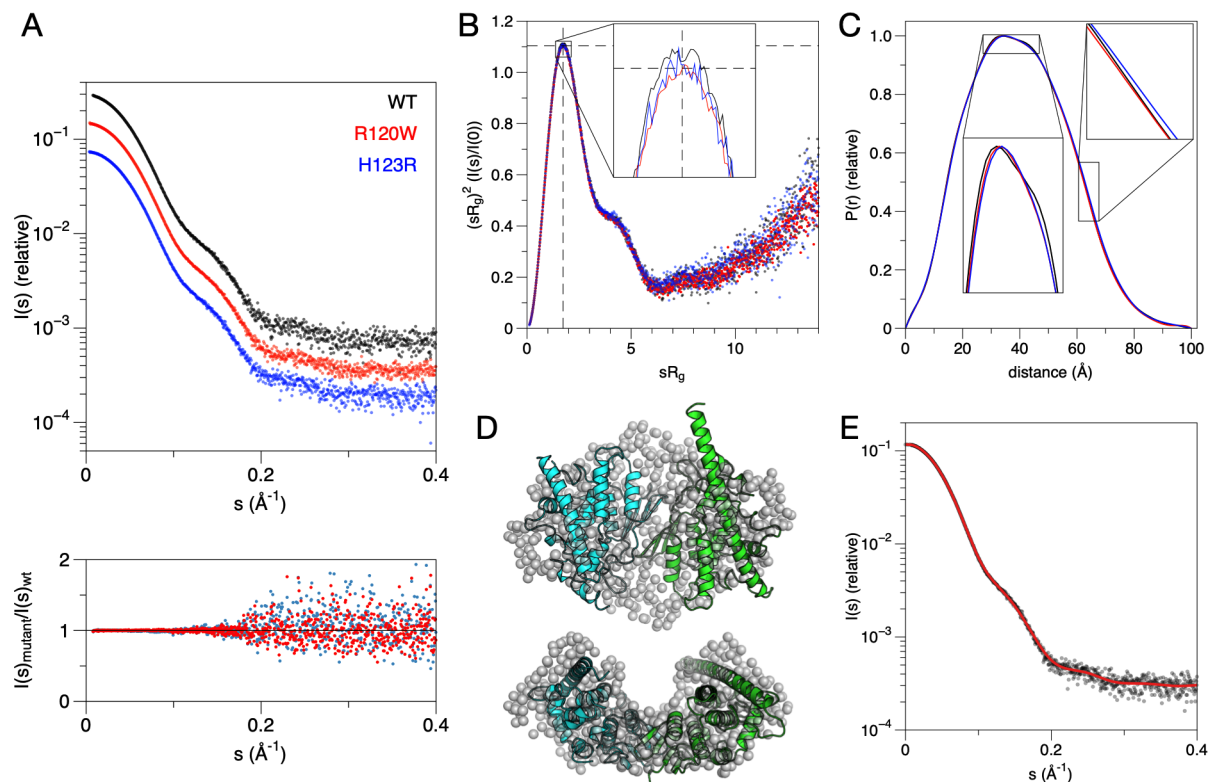 A
I(s) (relative)
10⁻¹
10⁻²
10⁻³
10⁻⁴
WT
R120W
H123R
0
0.2
0.4
s (Å⁻¹)
I(s)mutant/I(s)wt
2
1
0
0
0.2
0.4
s (Å⁻¹)
B
(sRg)² (I(s)/I(0))
1.2
1.0
0.8
0.6
0.4
0.2
0
0
5
10
sRg
C
P(r) (relative)
1.0
0.8
0.6
0.4
0.2
0
0
20
40
60
80
100
distance (Å)
D
E
I(s) (relative)
10⁻¹
10⁻²
10⁻³
10⁻⁴
0
0.2
0.4
s (Å⁻¹)